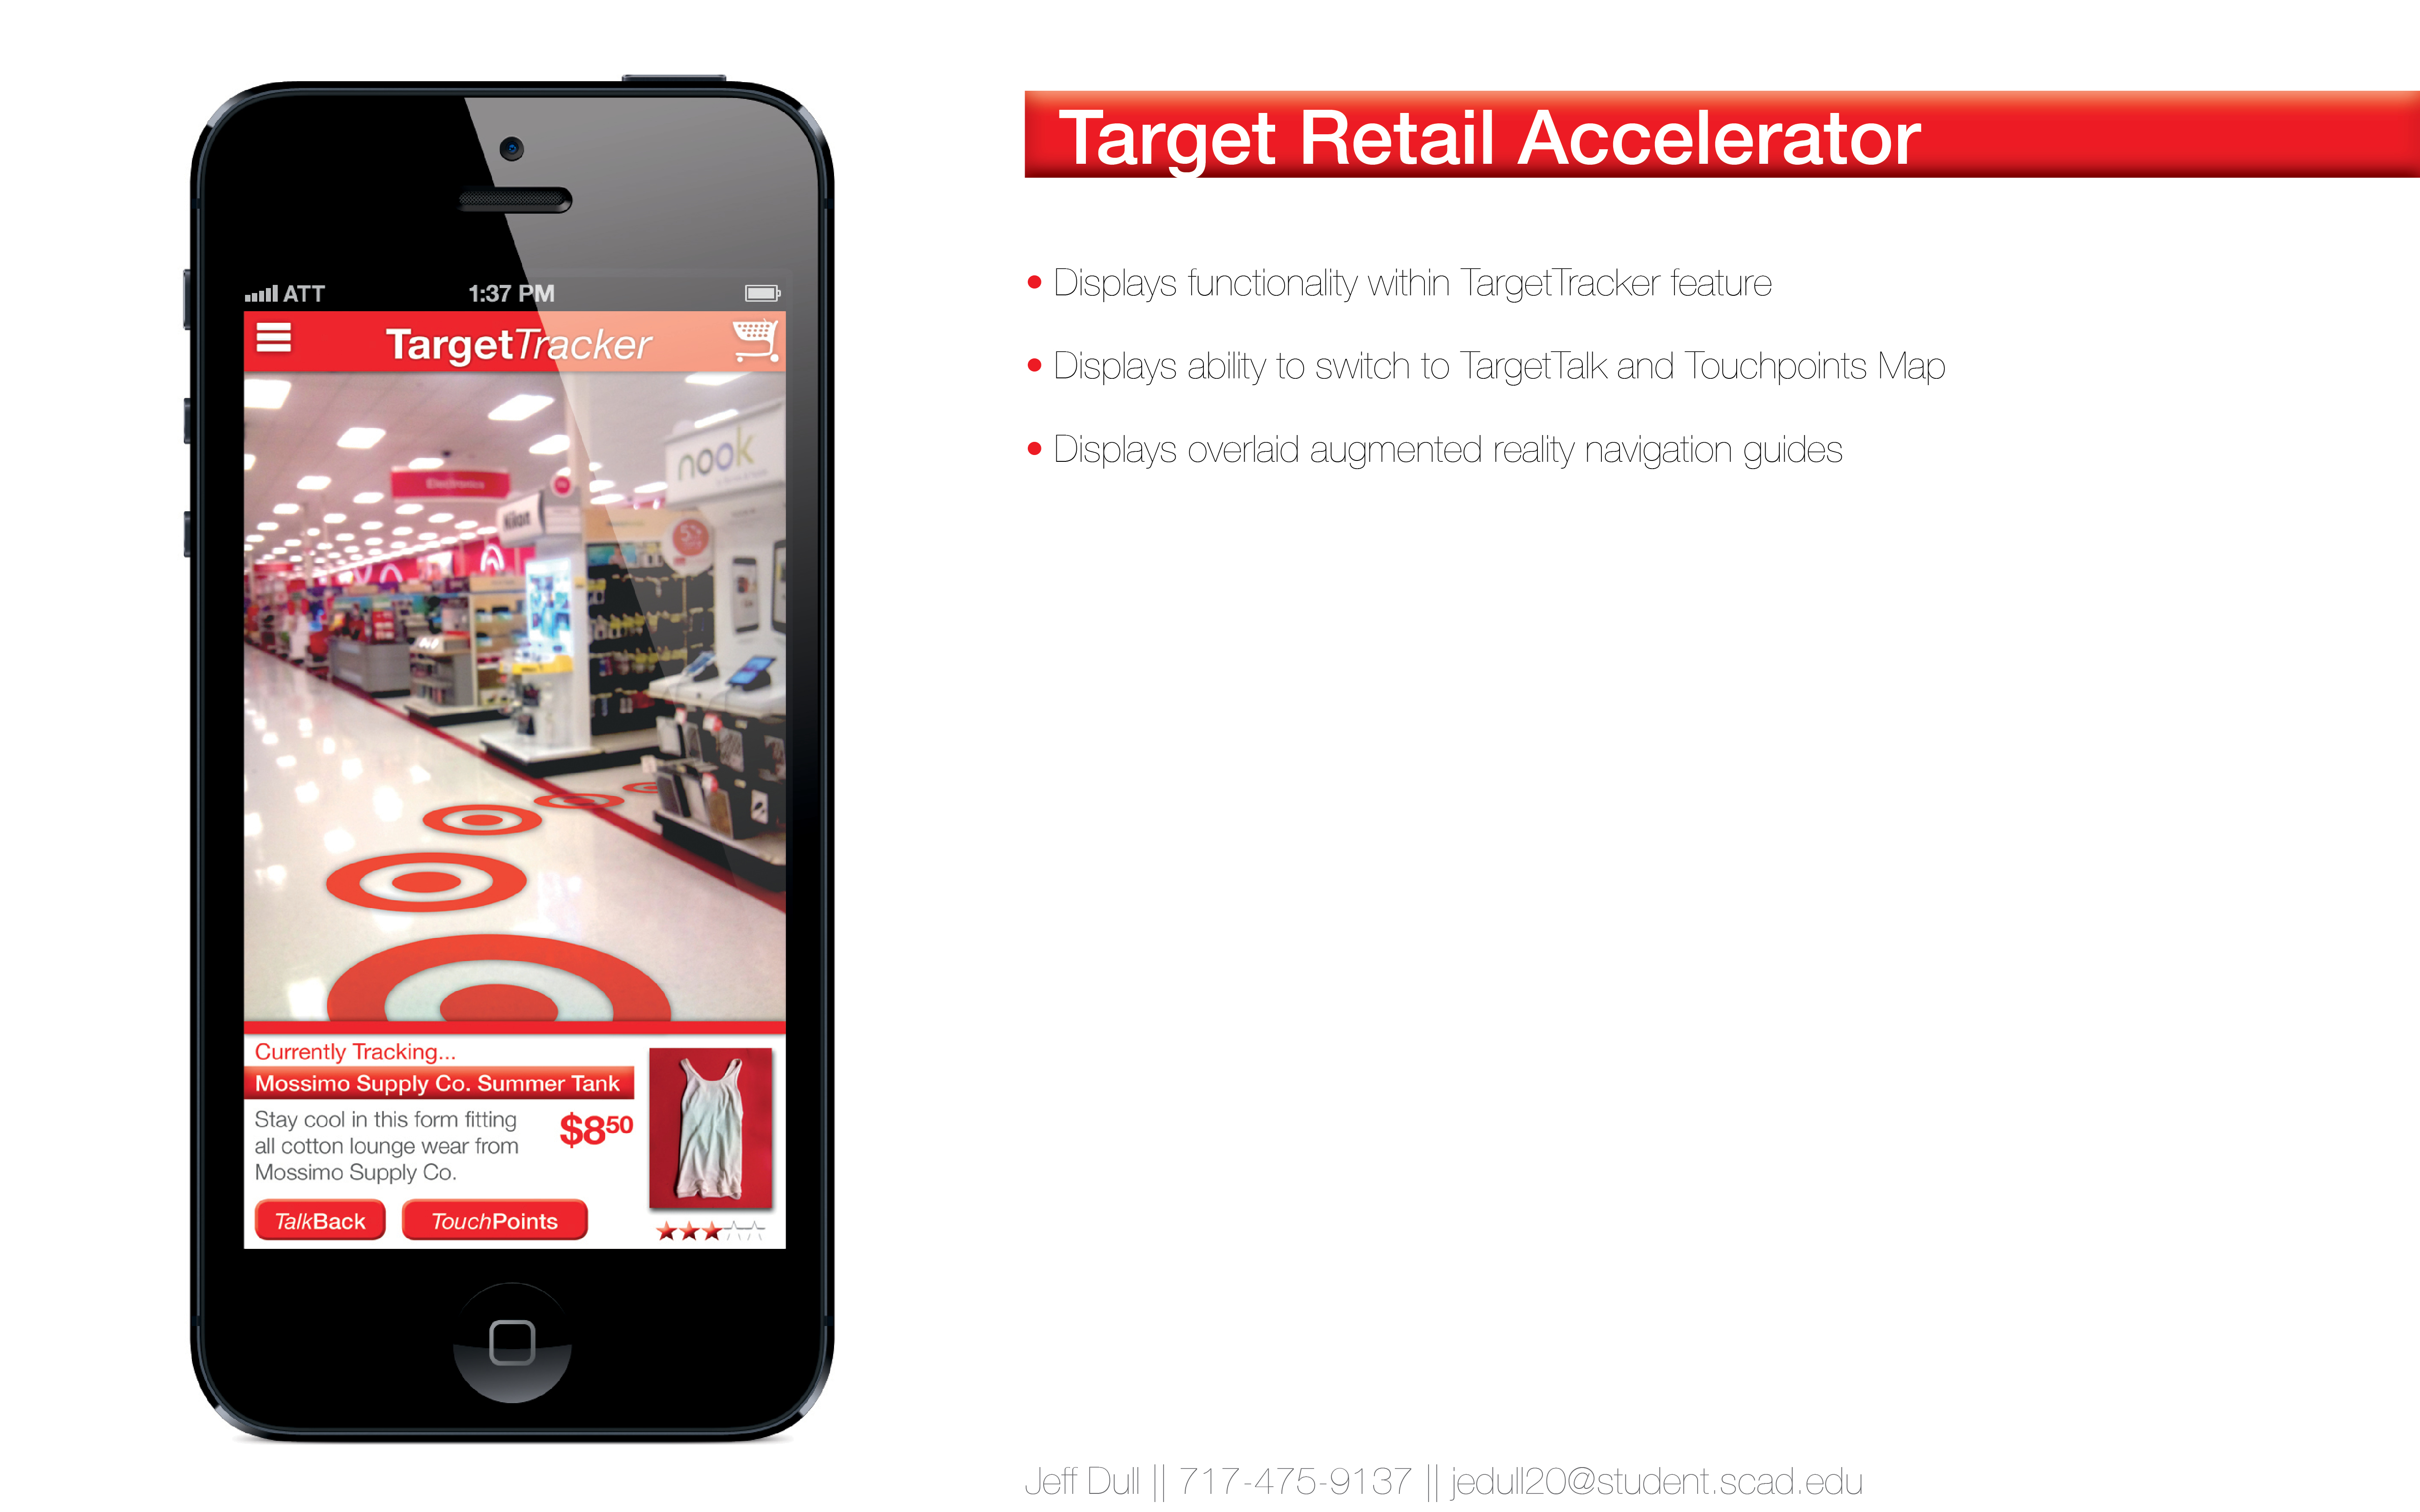 Target Retail Accelerator
• Displays functionality within TargetTracker feature
• Displays ability to switch to TargetTalk and Touchpoints Map
• Displays overlaid augmented reality navigation guides
ATT 1:37 PM
TargetTracker
nook
Electronics
Nikon
Currently Tracking...
Mossimo Supply Co. Summer Tank
Stay cool in this form fitting
all cotton lounge wear from
Mossimo Supply Co.
$850
TalkBack TouchPoints
Jeff Dull || 717-475-9137 || jedull20@student.scad.edu